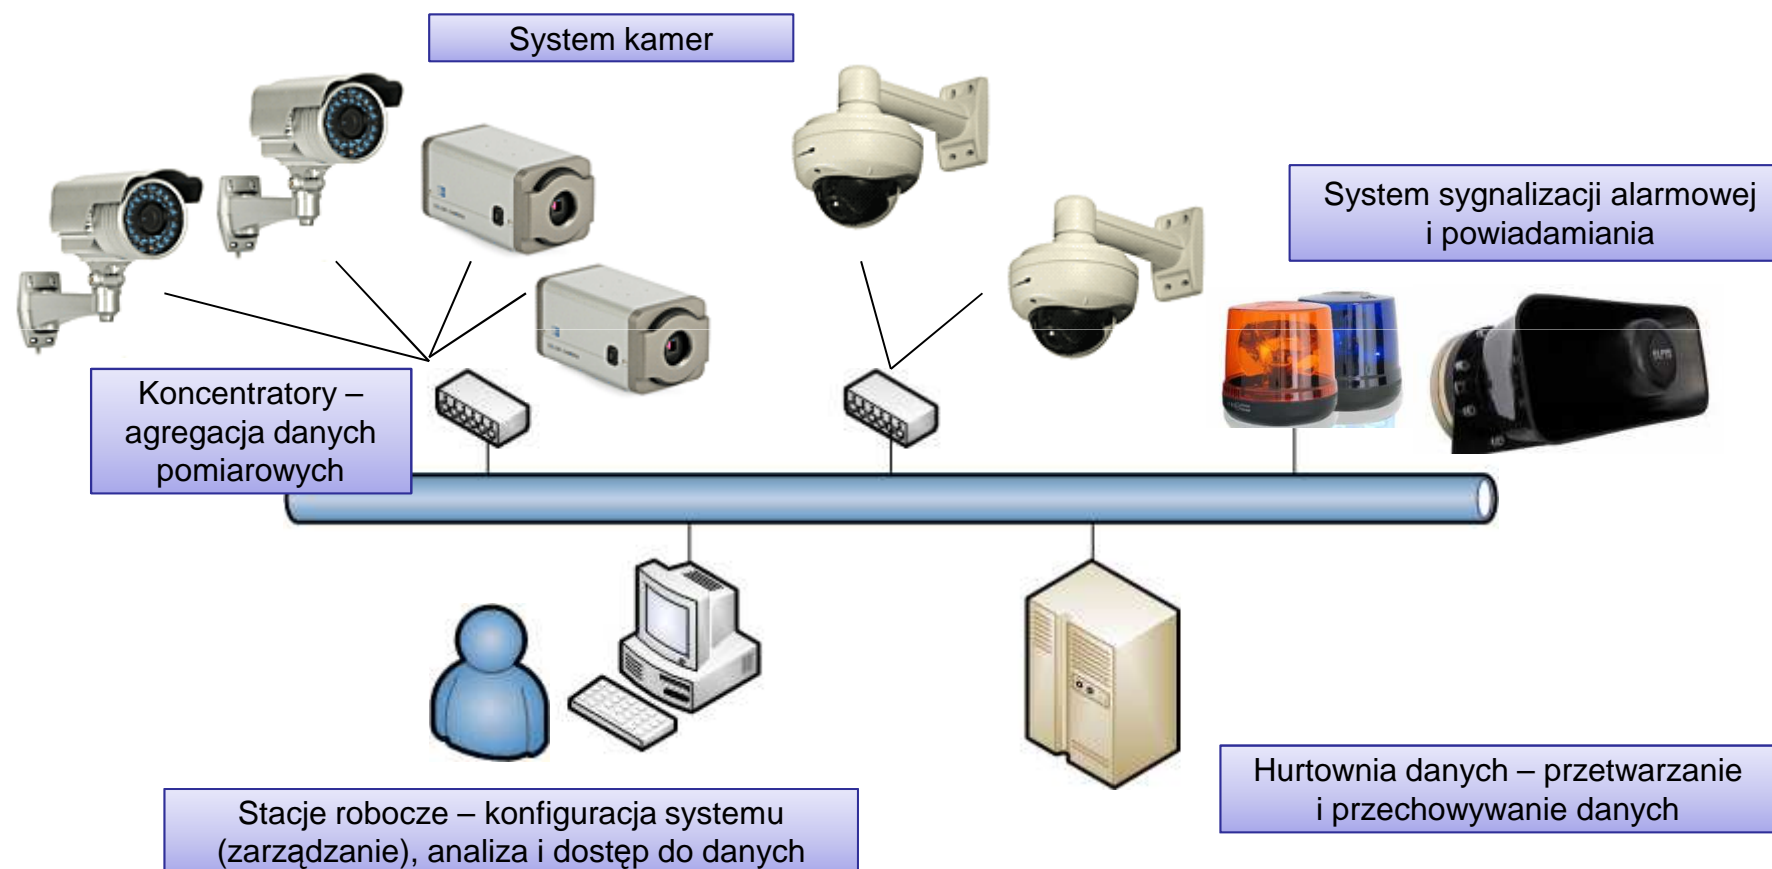 System kamer
System sygnalizacji alarmowej
i powiadamiania
Koncentratory –
agregacja danych
pomiarowych
Hurtownia danych – przetwarzanie
i przechowywanie danych
Stacje robocze – konfiguracja systemu
(zarządzanie), analiza i dostęp do danych